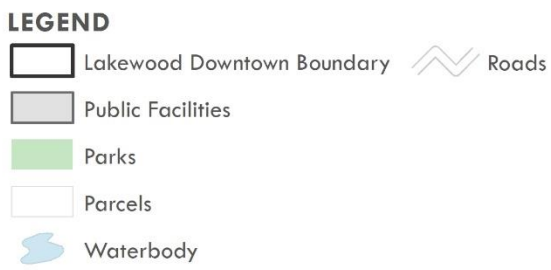 LEGEND
Lakewood Downtown Boundary Roads
Public Facilities
Parks
Parcels
Waterbody